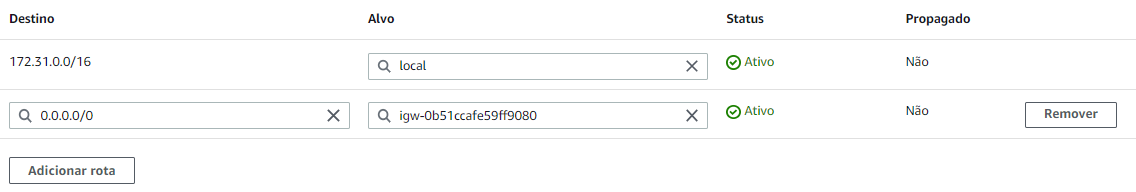 Destino Alvo Status Propagado
172.31.0.0/16 local Ativo Não
0.0.0.0/0 igw-0b51ccafe59ff9080 Ativo Não Remover
Adicionar rota